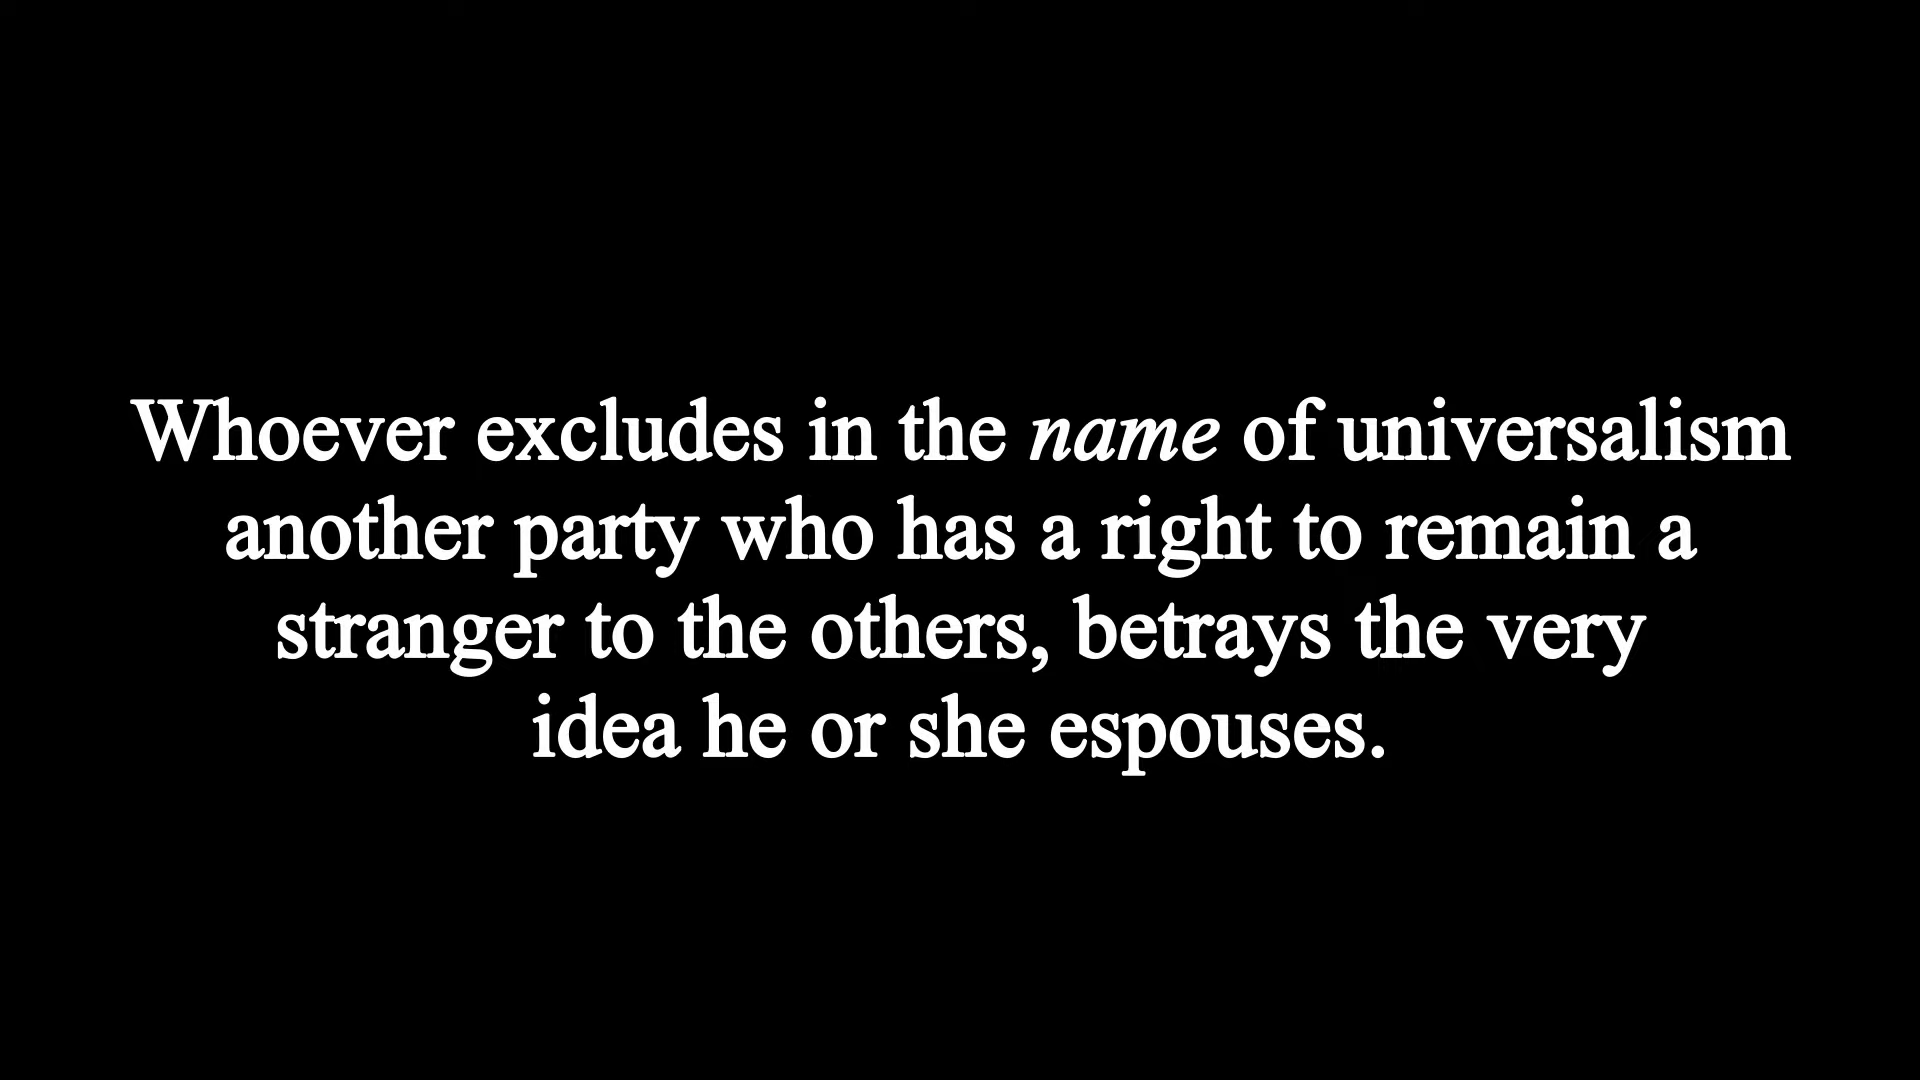 Whoever excludes in the name of universalism
another party who has a right to remain a
stranger to the others, betrays the very
idea he or she espouses.